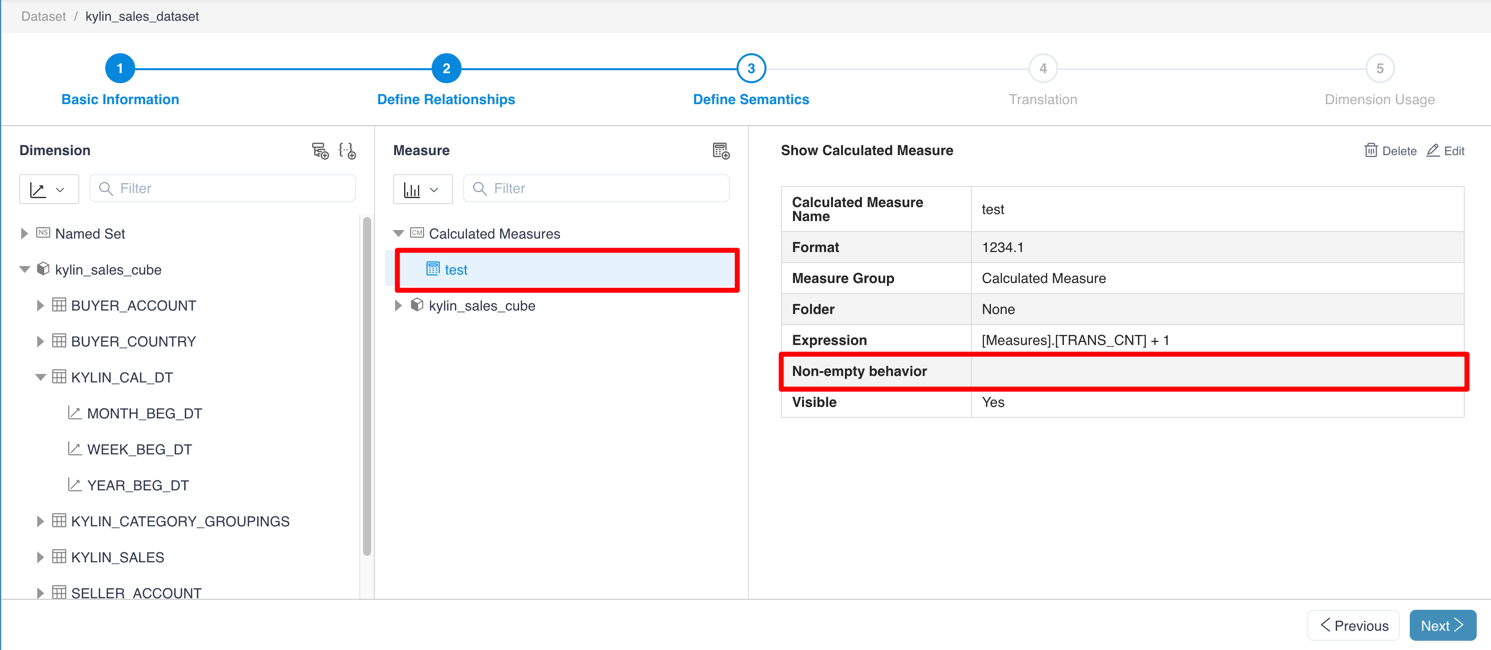 Dataset / kylin_sales_dataset
1
2
3
4
5
Basic Information
Define Relationships
Define Semantics
Translation
Dimension Usage
Dimension
Filter
NS Named Set
kylin_sales_cube
BUYER_ACCOUNT
BUYER_COUNTRY
KYLIN_CAL_DT
MONTH_BEG_DT
WEEK_BEG_DT
YEAR_BEG_DT
KYLIN_CATEGORY_GROUPINGS
KYLIN_SALES
SELLER_ACCOUNT
Measure
Filter
CM Calculated Measures
test
kylin_sales_cube
Show Calculated Measure
Delete Edit
Calculated Measure
Name
test
Format 1234.1
Measure Group Calculated Measure
Folder None
Expression [Measures].[TRANS_CNT] + 1
Non-empty behavior
Visible Yes
Previous
Next